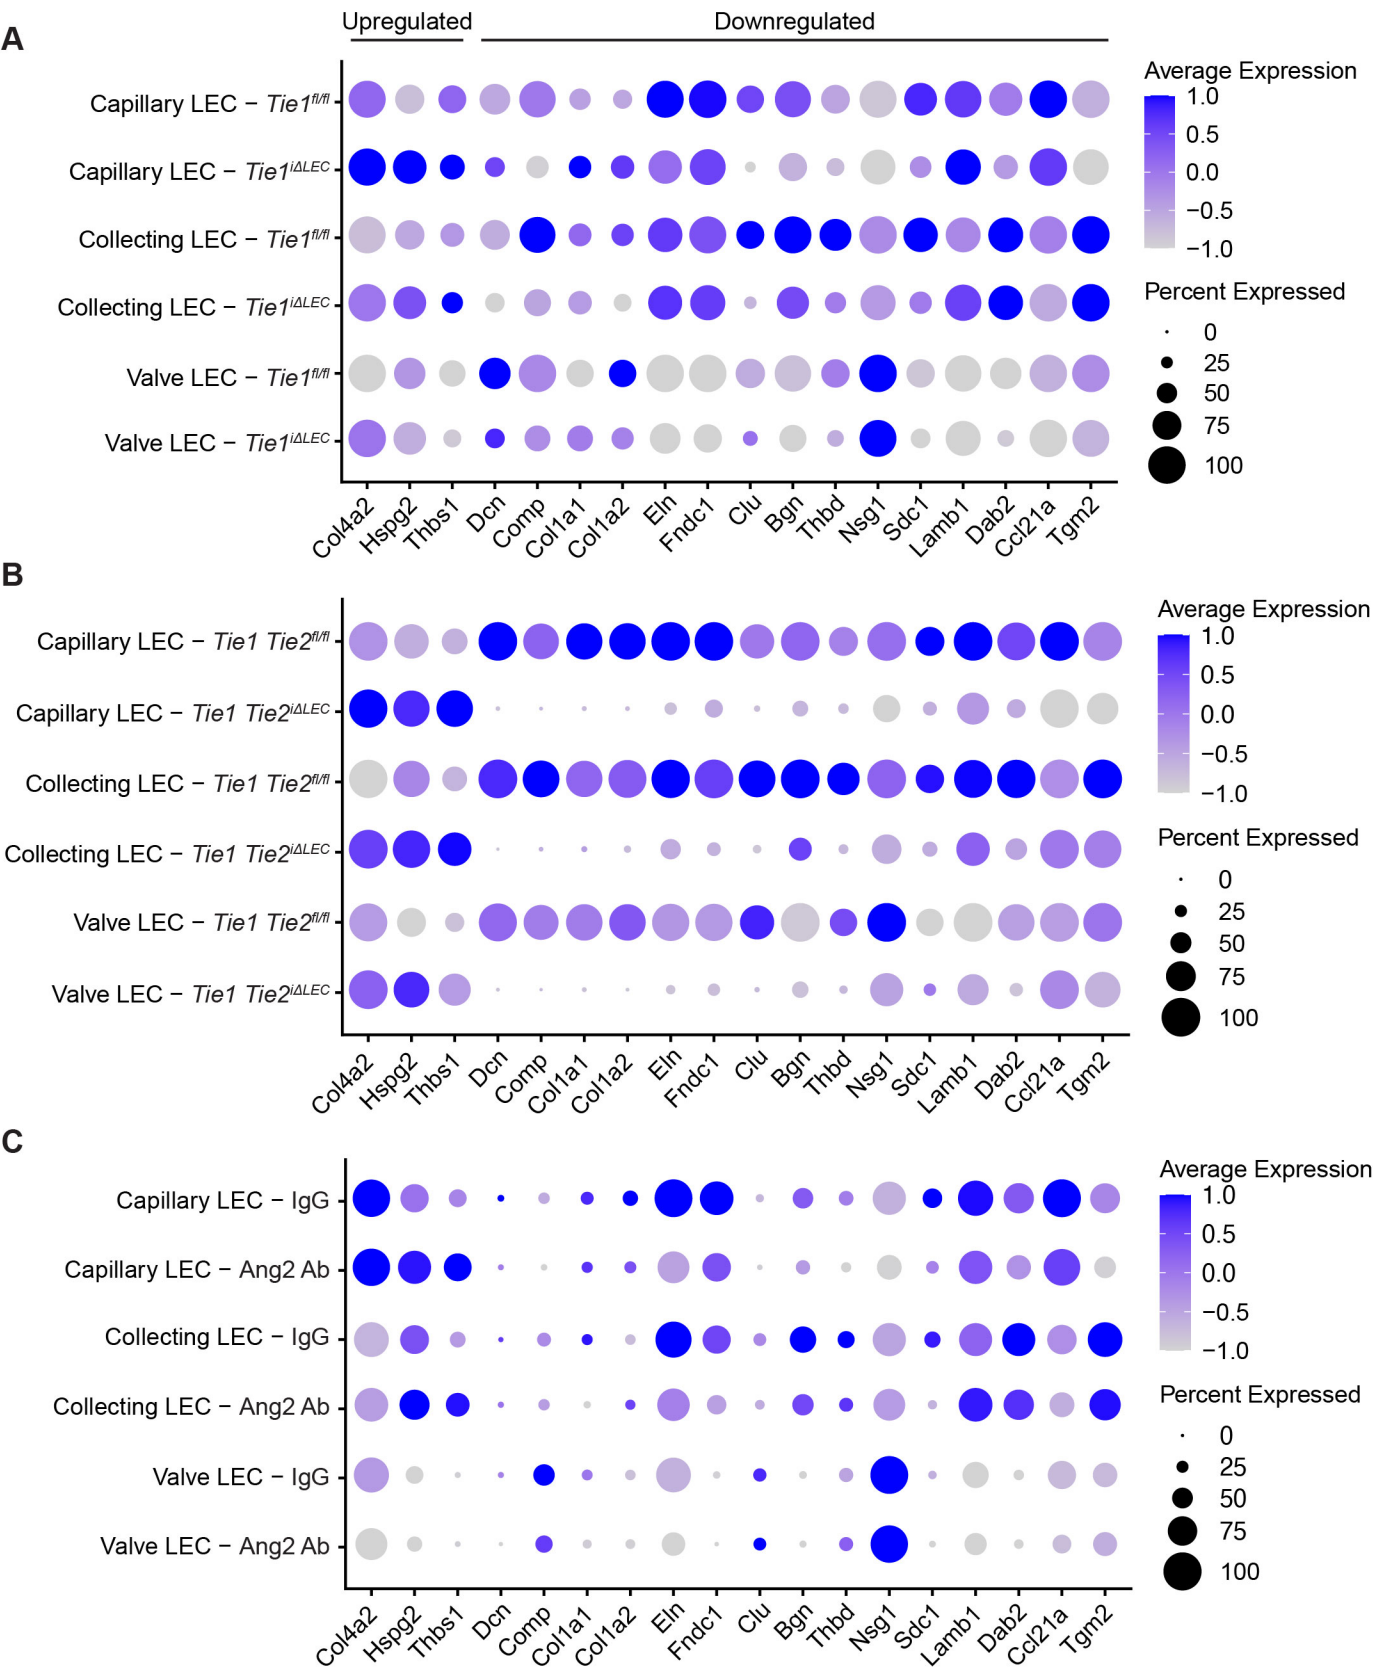 A
Upregulated Downregulated
Capillary LEC − Tie1fl/fl
Capillary LEC − Tie1iΔLEC
Collecting LEC − Tie1fl/fl
Collecting LEC − Tie1iΔLEC
Valve LEC − Tie1fl/fl
Valve LEC − Tie1iΔLEC
Col4a2 Hspg2 Thbs1 Dcn Comp Col1a1 Col1a2 Eln Fndc1 Clu Bgn Thbd Nsg1 Sdc1 Lamb1 Dab2 Ccl21a Tgm2
Average Expression
1.0
0.5
0.0
−0.5
−1.0
Percent Expressed
0
25
50
75
100
B
Capillary LEC − Tie1 Tie2fl/fl
Capillary LEC − Tie1 Tie2iΔLEC
Collecting LEC − Tie1 Tie2fl/fl
Collecting LEC − Tie1 Tie2iΔLEC
Valve LEC − Tie1 Tie2fl/fl
Valve LEC − Tie1 Tie2iΔLEC
Col4a2 Hspg2 Thbs1 Dcn Comp Col1a1 Col1a2 Eln Fndc1 Clu Bgn Thbd Nsg1 Sdc1 Lamb1 Dab2 Ccl21a Tgm2
Average Expression
1.0
0.5
0.0
−0.5
−1.0
Percent Expressed
0
25
50
75
100
C
Capillary LEC − IgG
Capillary LEC − Ang2 Ab
Collecting LEC − IgG
Collecting LEC − Ang2 Ab
Valve LEC − IgG
Valve LEC − Ang2 Ab
Col4a2 Hspg2 Thbs1 Dcn Comp Col1a1 Col1a2 Eln Fndc1 Clu Bgn Thbd Nsg1 Sdc1 Lamb1 Dab2 Ccl21a Tgm2
Average Expression
1.0
0.5
0.0
−0.5
−1.0
Percent Expressed
0
25
50
75
100